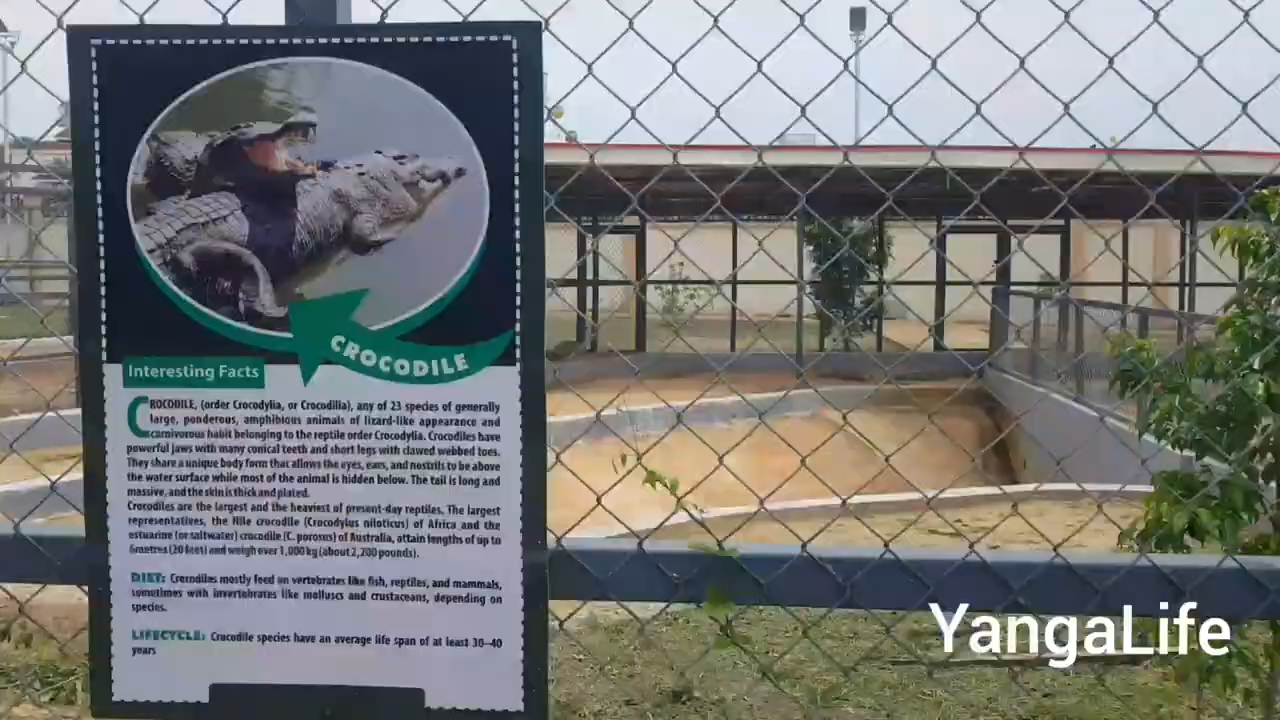 CROCODILE
Interesting Facts
CROCODILE, (order Crocodylia, or Crocodilia), any of 23 species of generally
large, ponderous, amphibious animals of lizard-like appearance and
carnivorous habit belonging to the reptile order Crocodylia. Crocodiles have
powerful jaws with many conical teeth and short legs with clawed webbed toes.
They share a unique body form that allows the eyes, ears, and nostrils to be above
the water surface while most of the animal is hidden below. The tail is long and
massive, and the skin is thick and plated.
Crocodiles are the largest and the heaviest of present-day reptiles. The largest
representatives, the Nile crocodile (Crocodylus niloticus) of Africa and the
estuarine (or saltwater) crocodile (C. porosus) of Australia, attain lengths of up to
6metres (20 feet) and weigh over 1,000 kg (about 2,200 pounds).
DIET: Crocodiles mostly feed on vertebrates like fish, reptiles, and mammals,
sometimes with invertebrates like molluscs and crustaceans, depending on
species.
LIFECYCLE: Crocodile species have an average life span of at least 30–40
years
YangaLife